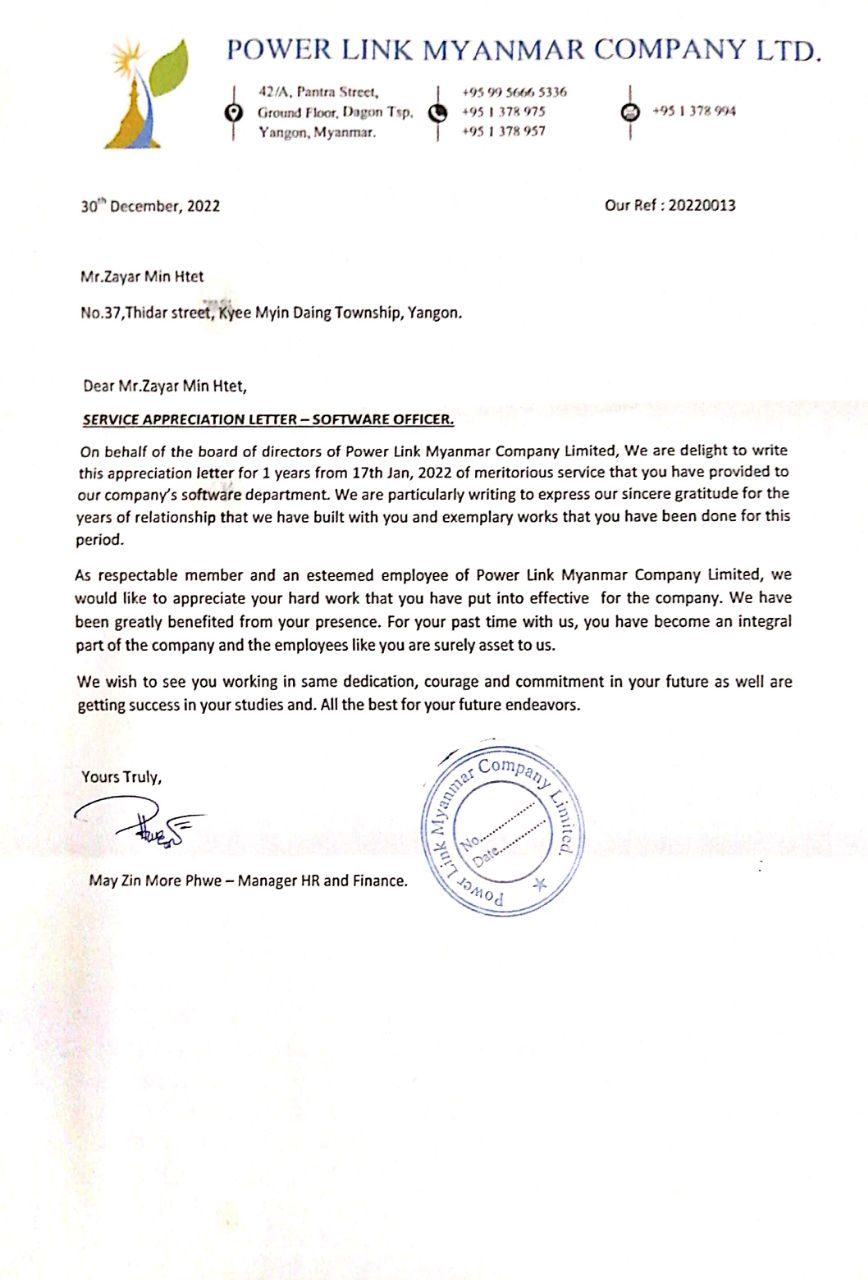 POWER LINK MYANMAR COMPANY LTD.
42/A, Pantra Street,
Ground Floor, Dagon Tsp,
Yangon, Myanmar.
+95 99 5666 5336
+95 1 378 975
+95 1 378 957
+95 1 378 994
30th December, 2022
Our Ref : 20220013
Mr.Zayar Min Htet
No.37,Thidar street, Kyee Myin Daing Township, Yangon.
Dear Mr.Zayar Min Htet,
SERVICE APPRECIATION LETTER – SOFTWARE OFFICER.
On behalf of the board of directors of Power Link Myanmar Company Limited, We are delight to write
this appreciation letter for 1 years from 17th Jan, 2022 of meritorious service that you have provided to
our company's software department. We are particularly writing to express our sincere gratitude for the
years of relationship that we have built with you and exemplary works that you have been done for this
period.
As respectable member and an esteemed employee of Power Link Myanmar Company Limited, we
would like to appreciate your hard work that you have put into effective for the company. We have
been greatly benefited from your presence. For your past time with us, you have become an integral
part of the company and the employees like you are surely asset to us.
We wish to see you working in same dedication, courage and commitment in your future as well are
getting success in your studies and. All the best for your future endeavors.
Yours Truly,
May Zin More Phwe – Manager HR and Finance.
Power Link Myanmar Company Limited.
No..............
Date..............